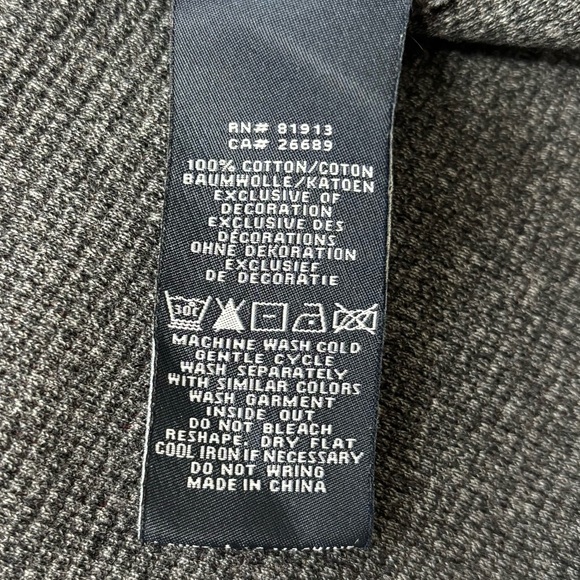 RN# 81913
CA# 26689
100% COTTON/COTON
BAUMWOLLE/KATOEN
EXCLUSIVE OF
DECORATION
EXCLUSIVE DES
DÉCORATIONS
OHNE DEKORATION
EXCLUSIEF
DE DECORATIE
30C
MACHINE WASH COLD
GENTLE CYCLE
WASH SEPARATELY
WITH SIMILAR COLORS
WASH GARMENT
INSIDE OUT
DO NOT BLEACH
RESHAPE. DRY FLAT
COOL IRON IF NECESSARY
DO NOT WRING
MADE IN CHINA